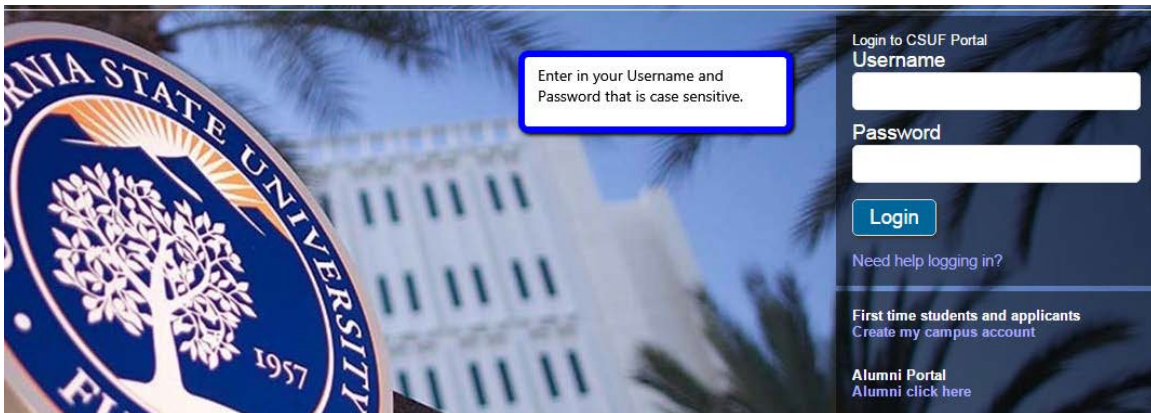 RNIA STATE UNIVERSITY
1957
Enter in your Username and
Password that is case sensitive.
Login to CSUF Portal
Username
Password
Login
Need help logging in?
First time students and applicants
Create my campus account
Alumni Portal
Alumni click here